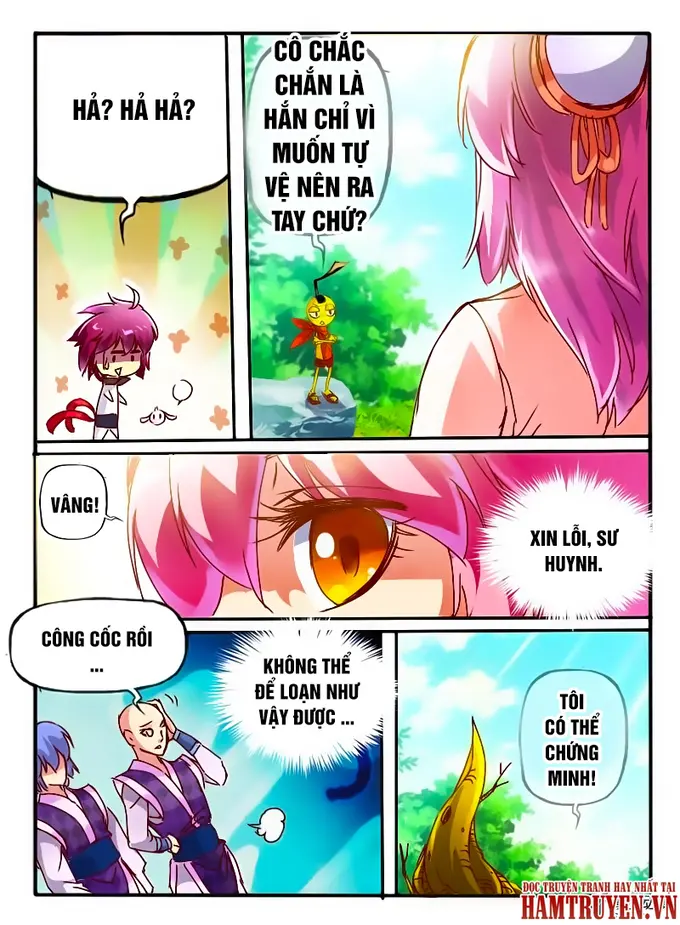 HẢ? HẢ HẢ?
CÔ CHẮC
CHẮN LÀ
HẮN CHỈ VÌ
MUỐN TỰ
VỆ NÊN RA
TAY CHỨ?
VÂNG!
XIN LỖI, SƯ
HUYNH.
CÔNG CỐC RỒI
...
KHÔNG THỂ
ĐỂ LOẠN NHƯ
VẬY ĐƯỢC ...
TÔI
CÓ THỂ
CHỨNG
MINH!
ĐỌC TRUYỆN TRANH HAY NHẤT TẠI
HAMTRUYEN.VN